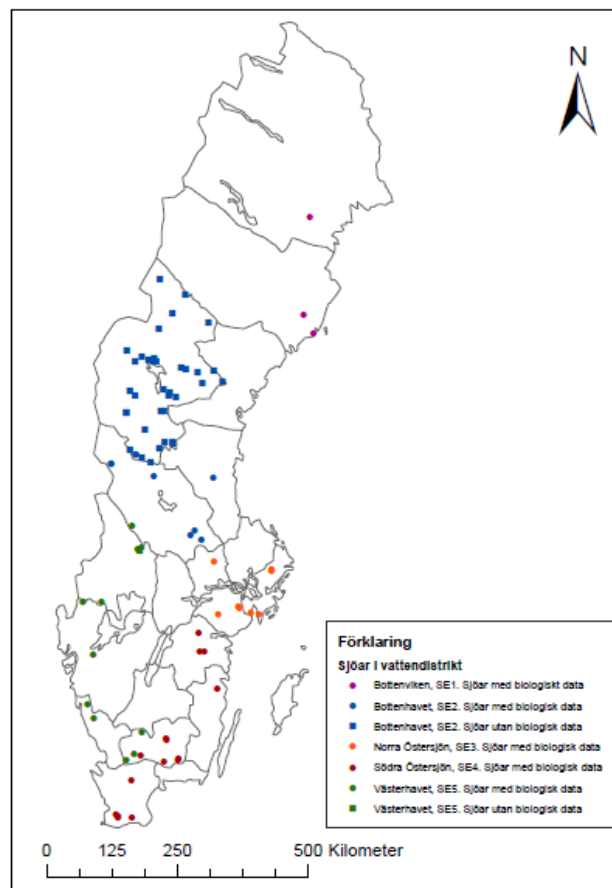 N
Förklaring
Sjöar i vattendistrikt
Bottenviken, SE1. Sjöar med biologiskt data
Bottenhavet, SE2. Sjöar med biologisk data
Bottenhavet, SE2. Sjöar utan biologisk data
Norra Östersjön, SE3. Sjöar med biologisk data
Södra Östersjön, SE4. Sjöar med biologisk data
Västerhavet, SE5. Sjöar med biologisk data
Västerhavet, SE5. Sjöar utan biologisk data
0 125 250 500 Kilometer